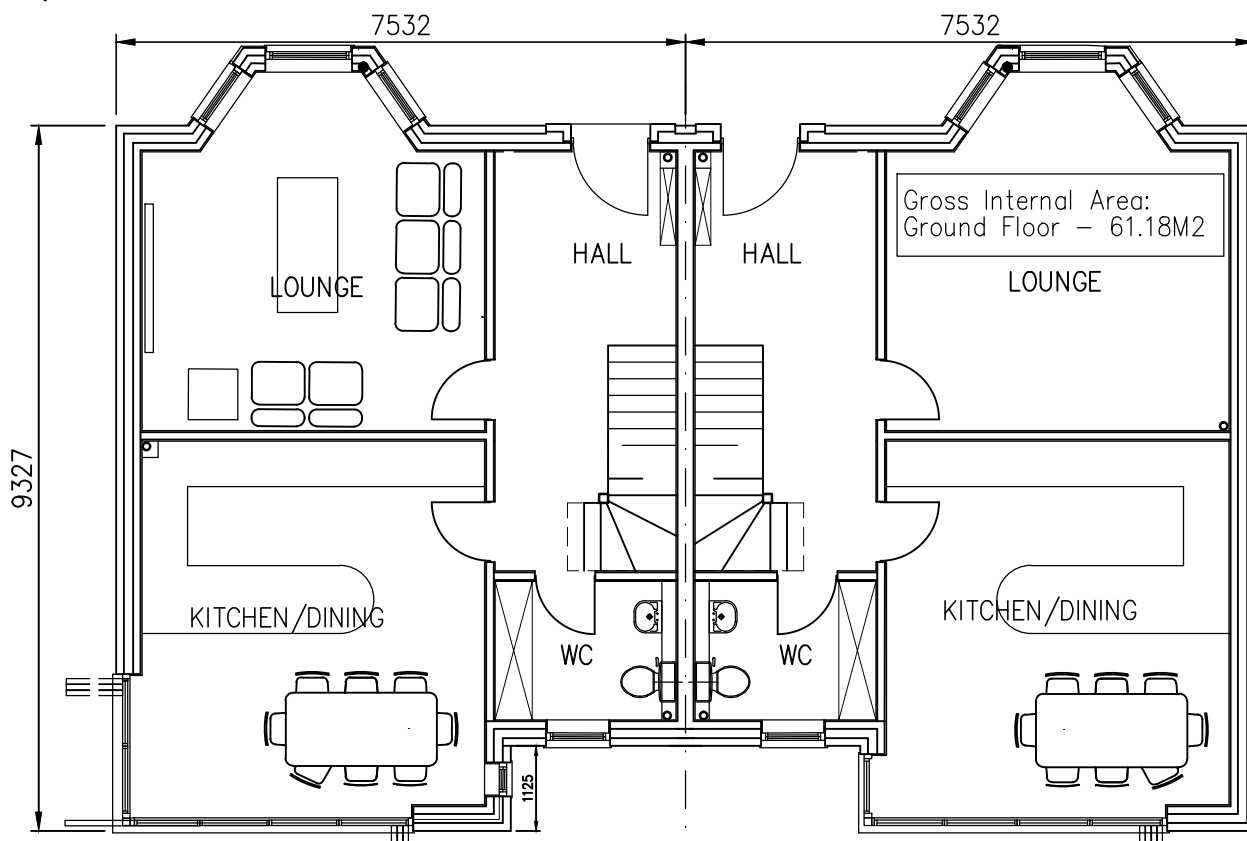 7532
7532
Gross Internal Area:
Ground Floor - 61.18M2
HALL
HALL
LOUNGE
LOUNGE
9327
KITCHEN/DINING
KITCHEN/DINING
WC
WC
1125